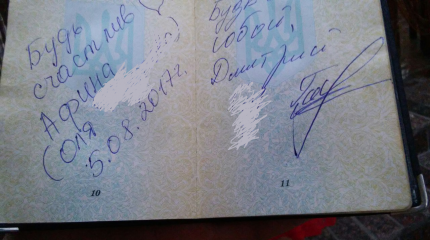 Будь
счастлив
Афина
(Оля
5.08.2017г.
10
Будь
собой,
Дмитрий
11